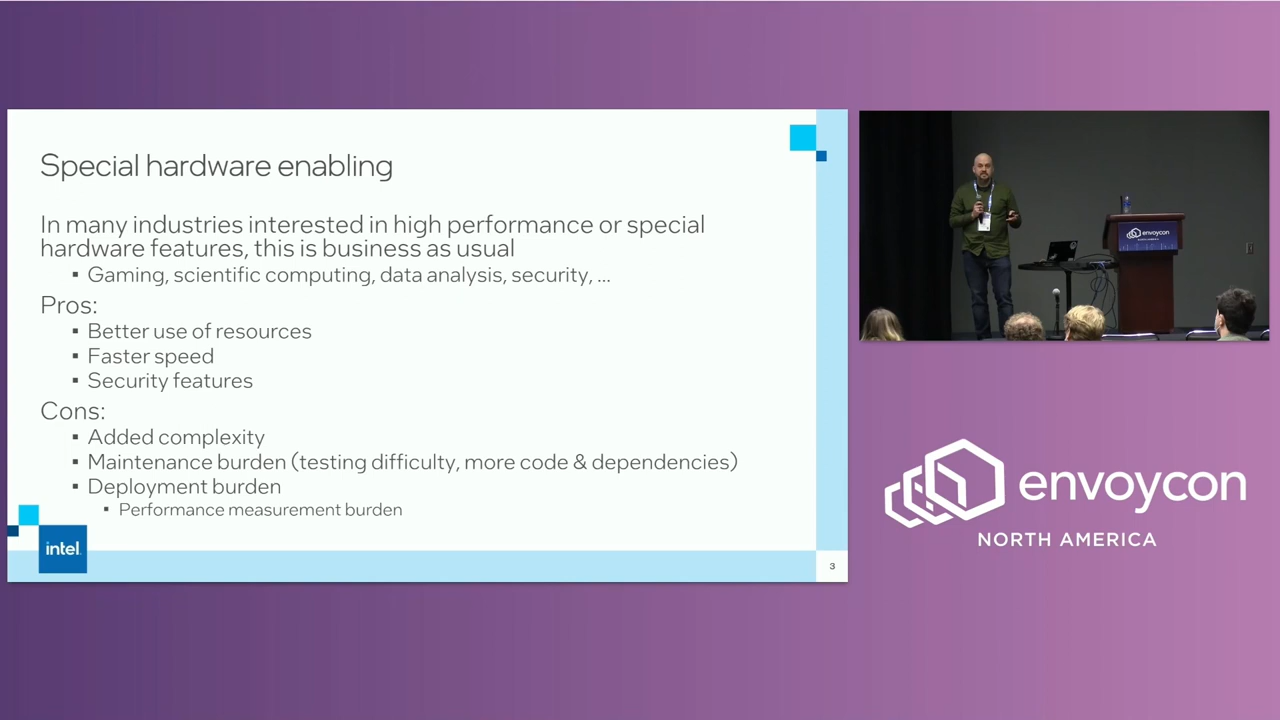 Special hardware enabling
In many industries interested in high performance or special
hardware features, this is business as usual
▪ Gaming, scientific computing, data analysis, security, ...
Pros:
▪ Better use of resources
▪ Faster speed
▪ Security features
Cons:
▪ Added complexity
▪ Maintenance burden (testing difficulty, more code & dependencies)
▪ Deployment burden
▪ Performance measurement burden
intel
3
envoycon
envoycon
NORTH AMERICA